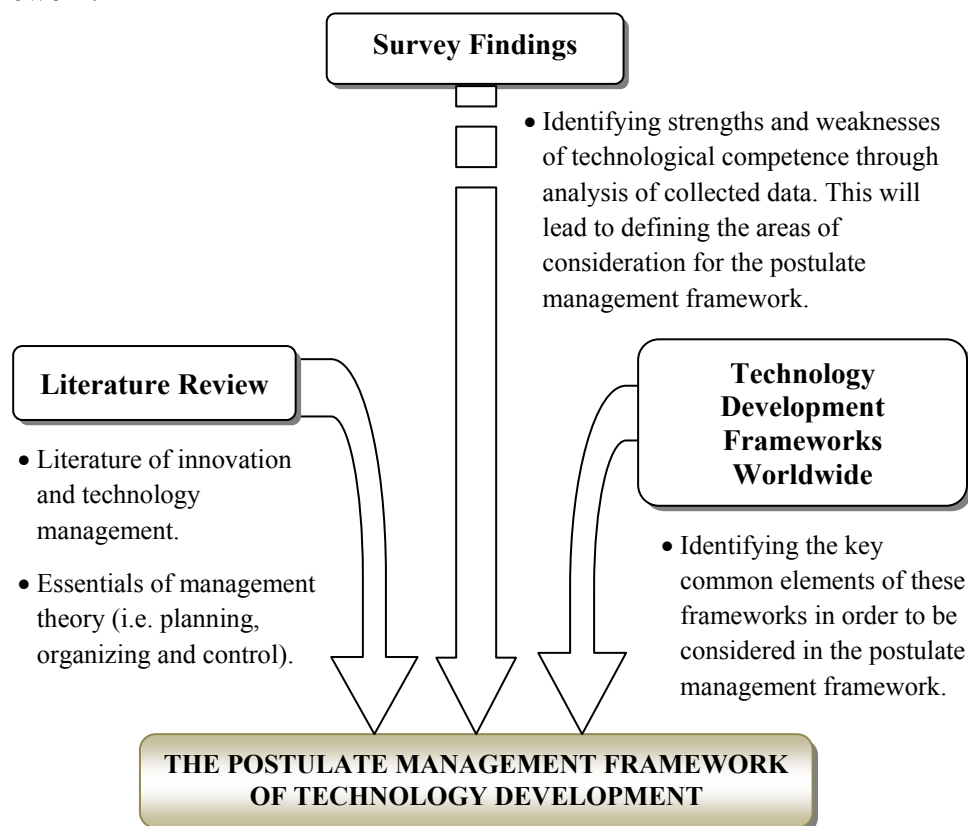 Survey Findings
• Identifying strengths and weaknesses
of technological competence through
analysis of collected data. This will
lead to defining the areas of
consideration for the postulate
management framework.
Literature Review
• Literature of innovation
and technology
management.
• Essentials of management
theory (i.e. planning,
organizing and control).
Technology
Development
Frameworks
Worldwide
• Identifying the key
common elements of these
frameworks in order to be
considered in the postulate
management framework.
THE POSTULATE MANAGEMENT FRAMEWORK
OF TECHNOLOGY DEVELOPMENT